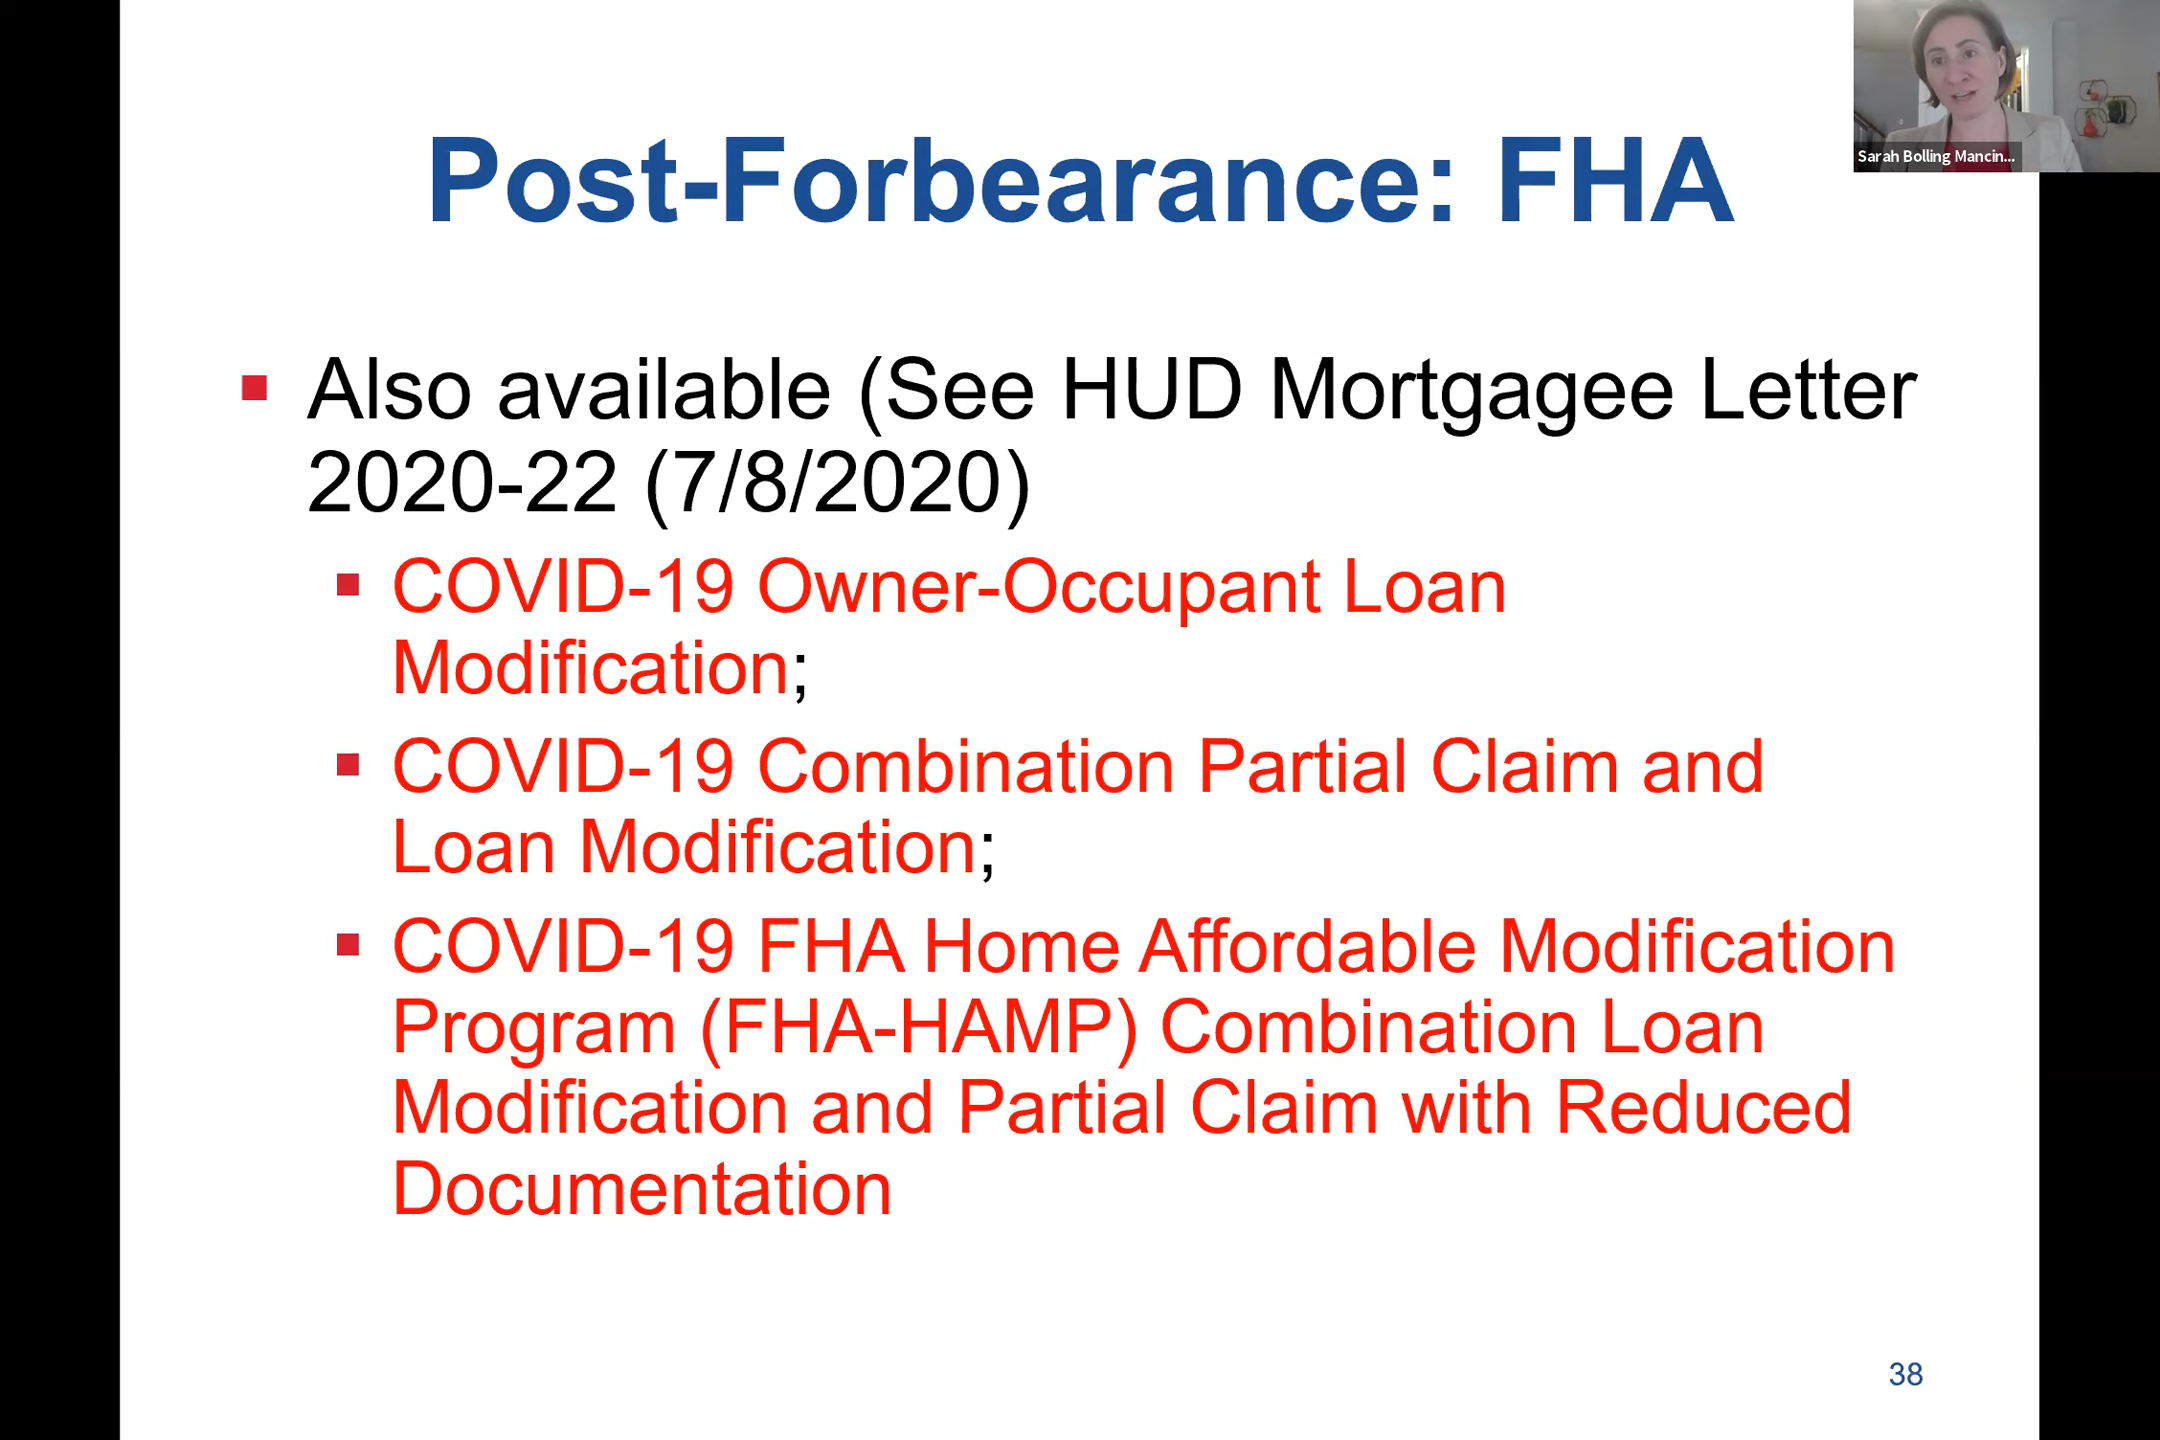 Sarah Bolling Mancin...
Post-Forbearance: FHA
Also available (See HUD Mortgagee Letter
2020-22 (7/8/2020)
COVID-19 Owner-Occupant Loan
Modification;
COVID-19 Combination Partial Claim and
Loan Modification;
COVID-19 FHA Home Affordable Modification
Program (FHA-HAMP) Combination Loan
Modification and Partial Claim with Reduced
Documentation
38